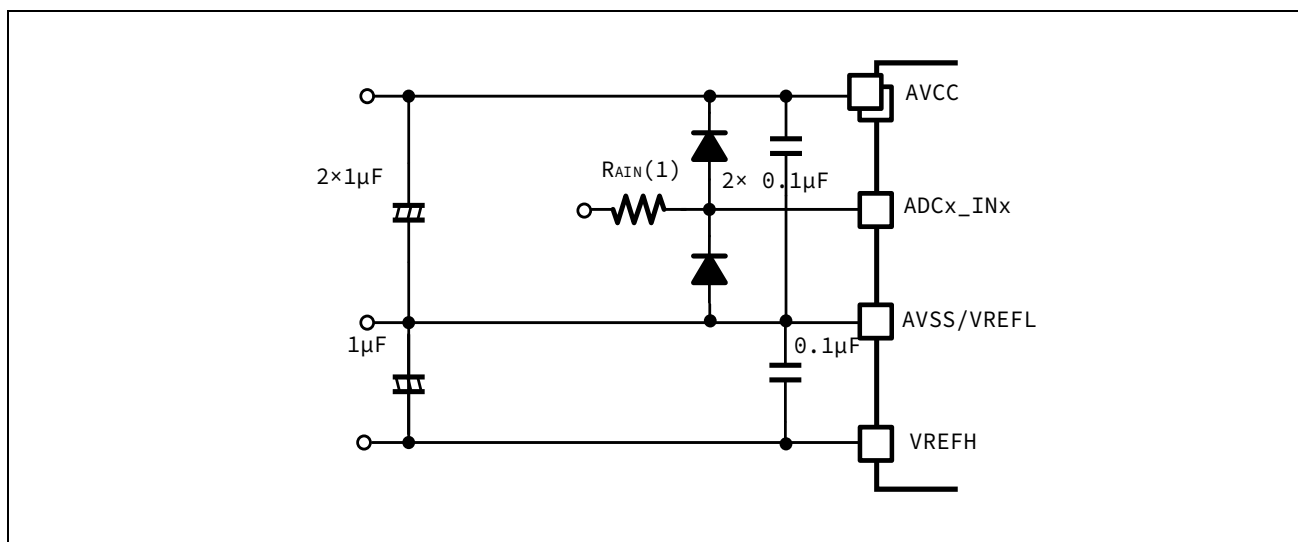 AVCC
2×1µF
RAIN(1)
2× 0.1µF
ADCx_INx
AVSS/VREFL
1µF
0.1µF
VREFH